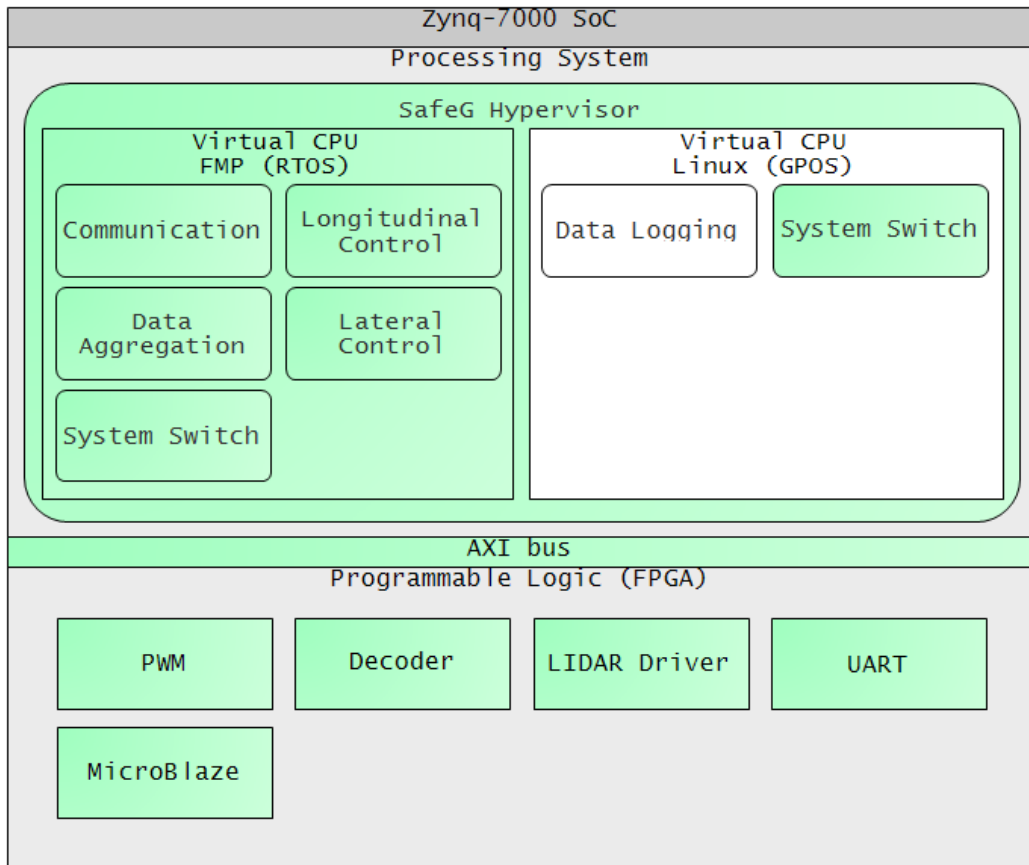 Zynq-7000 SoC
Processing System
SafeG Hypervisor
Virtual CPU
FMP (RTOS)
Communication
Longitudinal
Control
Data
Aggregation
Lateral
Control
System Switch
Virtual CPU
Linux (GPOS)
Data Logging
System Switch
AXI bus
Programmable Logic (FPGA)
PWM
Decoder
LIDAR Driver
UART
MicroBlaze